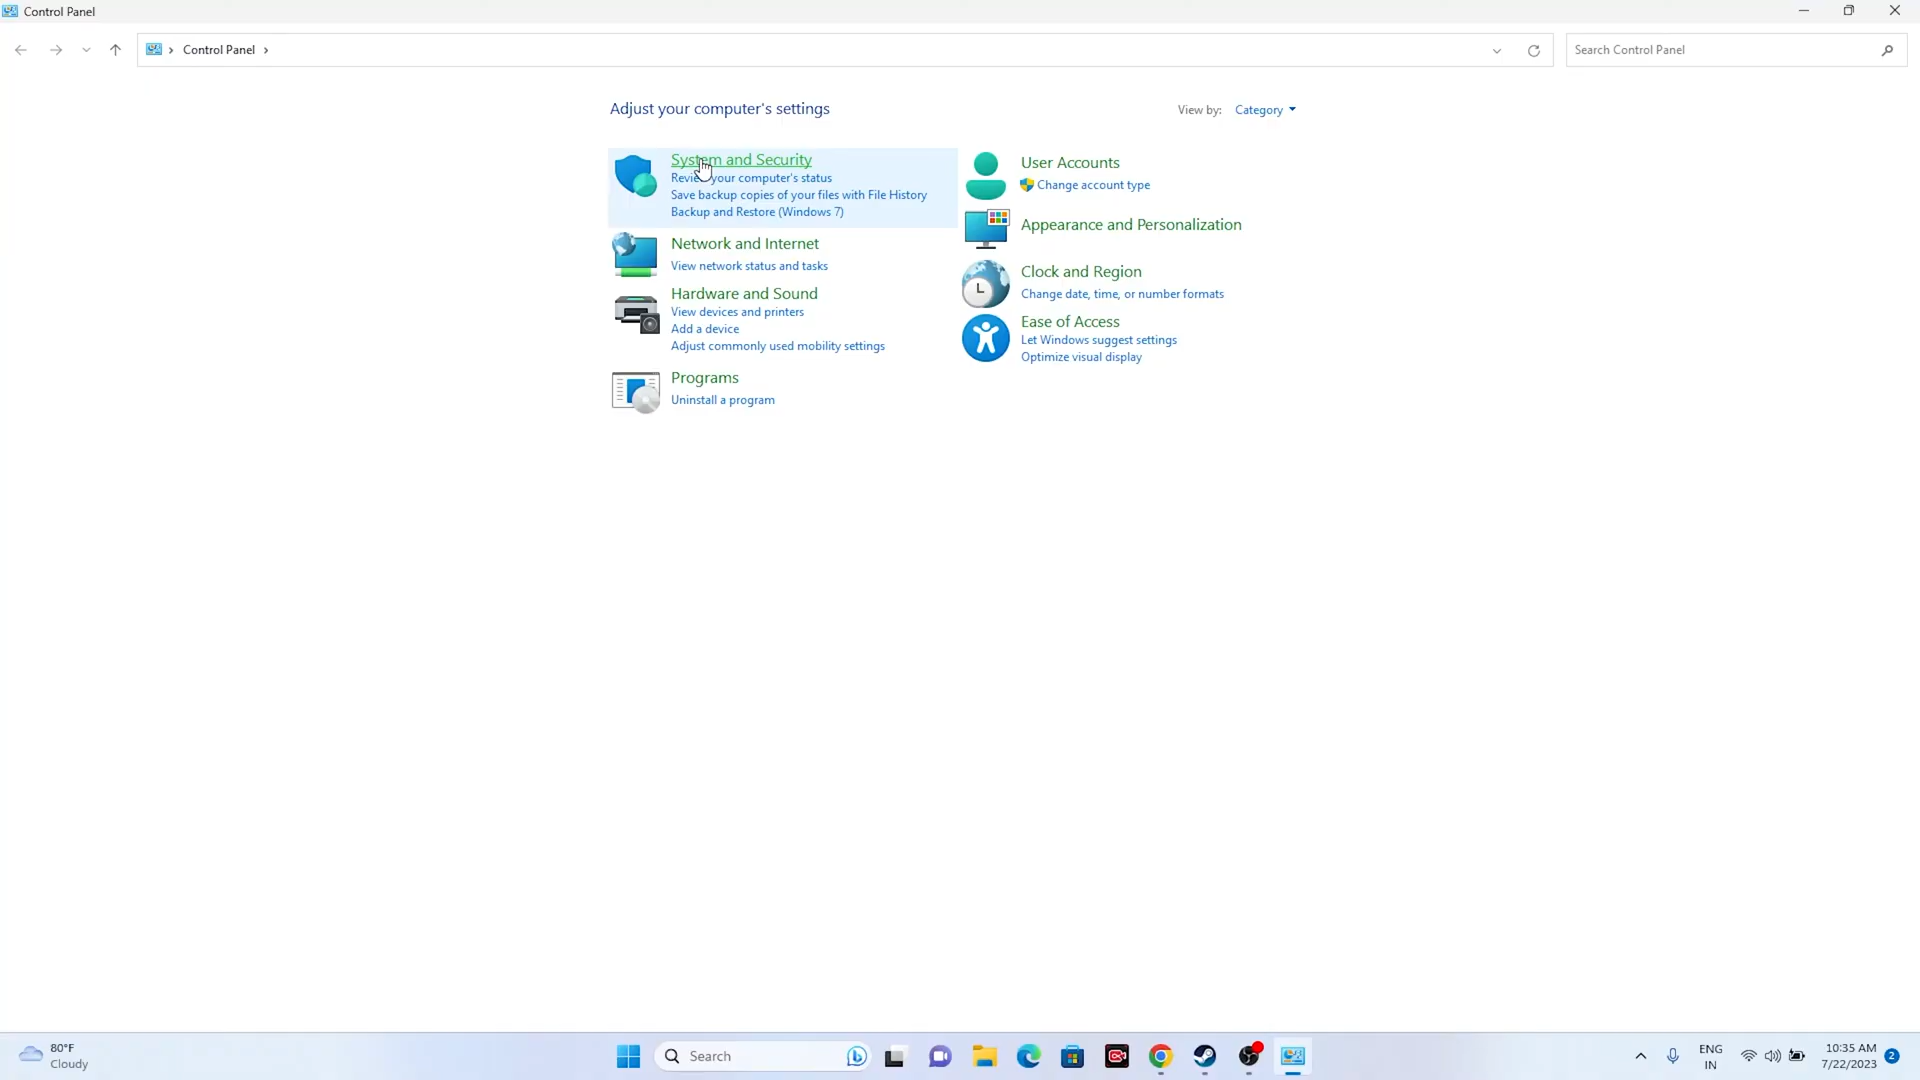 Control Panel
Control Panel
Search Control Panel
Adjust your computer's settings
View by: Category
System and Security
Review your computer's status
Save backup copies of your files with File History
Backup and Restore (Windows 7)
Network and Internet
View network status and tasks
Hardware and Sound
View devices and printers
Add a device
Adjust commonly used mobility settings
Programs
Uninstall a program
User Accounts
Change account type
Appearance and Personalization
Clock and Region
Change date, time, or number formats
Ease of Access
Let Windows suggest settings
Optimize visual display
80°F
Cloudy
Search
ENG
IN
10:35 AM
7/22/2023
2